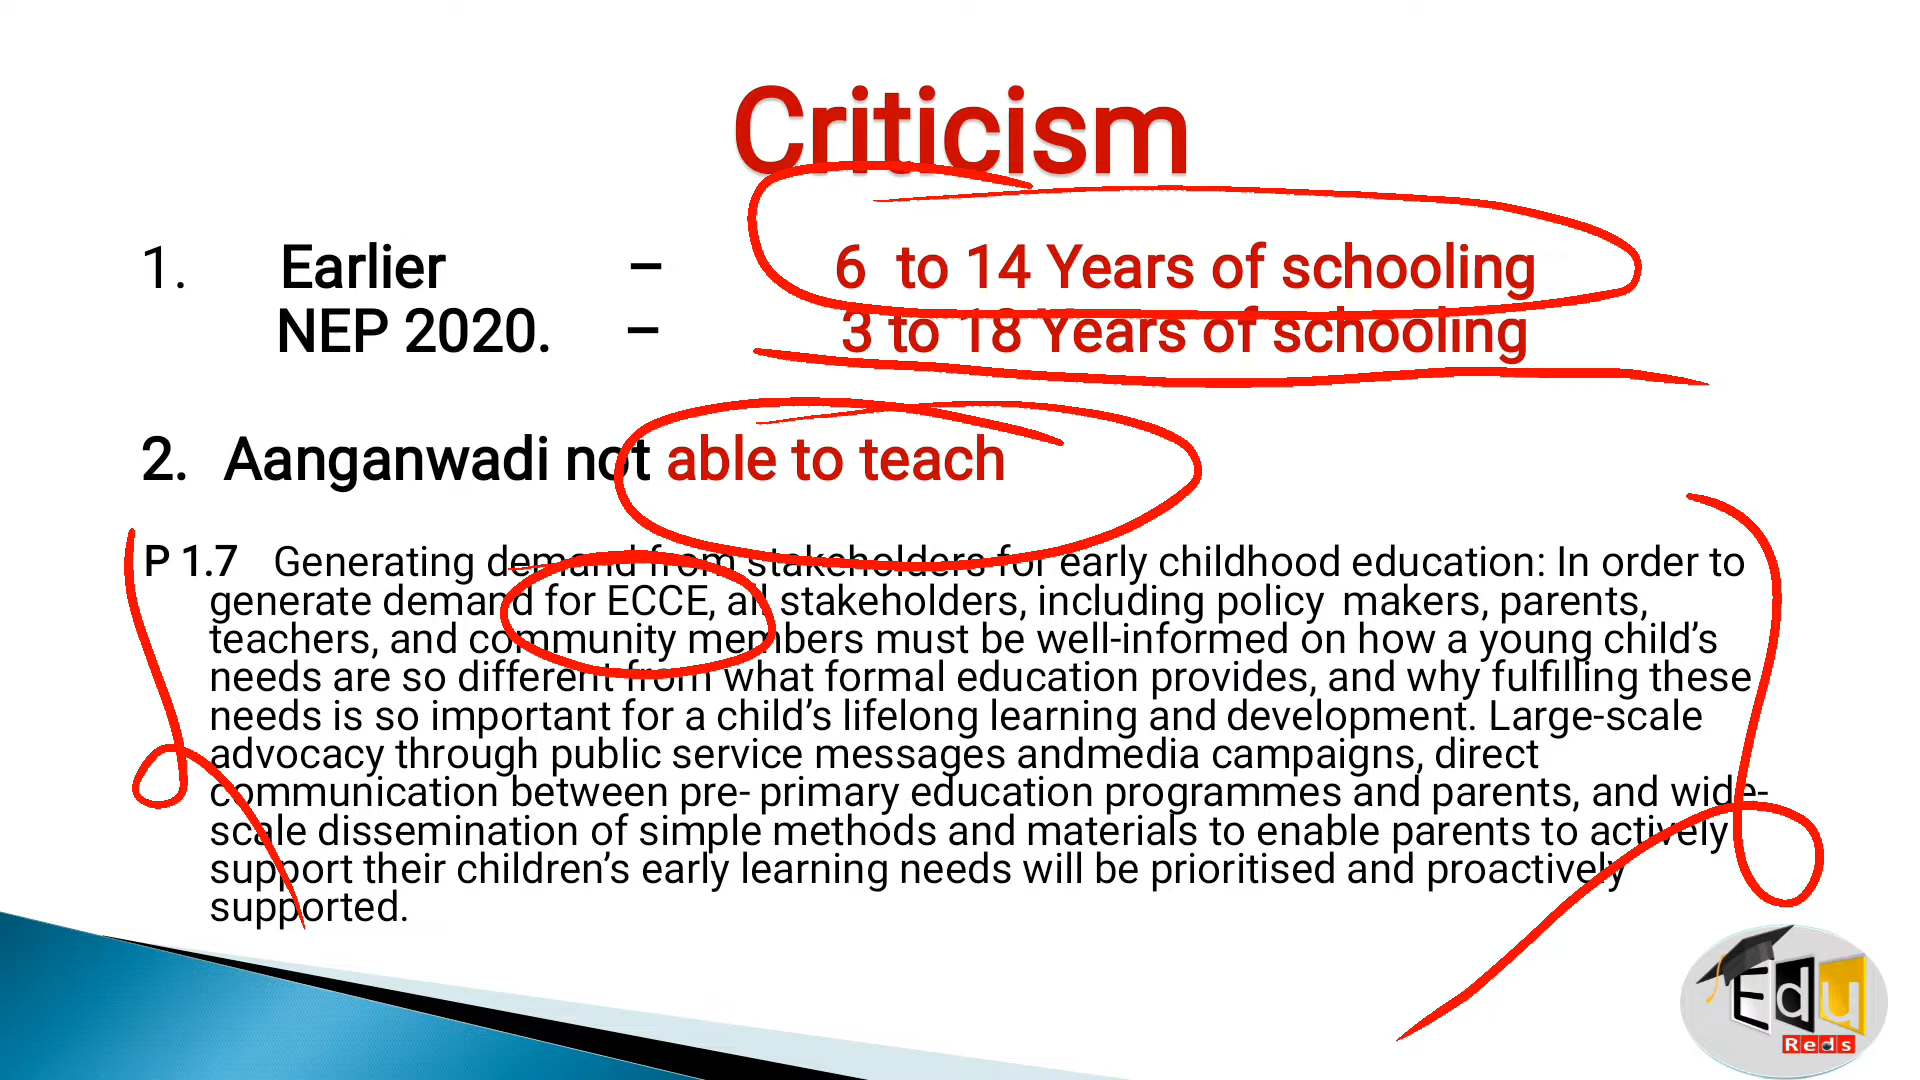 Criticism
1. Earlier – 6 to 14 Years of schooling
NEP 2020. – 3 to 18 Years of schooling
2. Aanganwadi not able to teach
P 1.7 Generating demand from stakeholders for early childhood education: In order to
generate demand for ECCE, all stakeholders, including policy makers, parents,
teachers, and community members must be well-informed on how a young child’s
needs are so different from what formal education provides, and why fulfilling these
needs is so important for a child’s lifelong learning and development. Large-scale
advocacy through public service messages andmedia campaigns, direct
communication between pre- primary education programmes and parents, and wide-
scale dissemination of simple methods and materials to enable parents to actively
support their children’s early learning needs will be prioritised and proactively
supported.
Edu
Reds